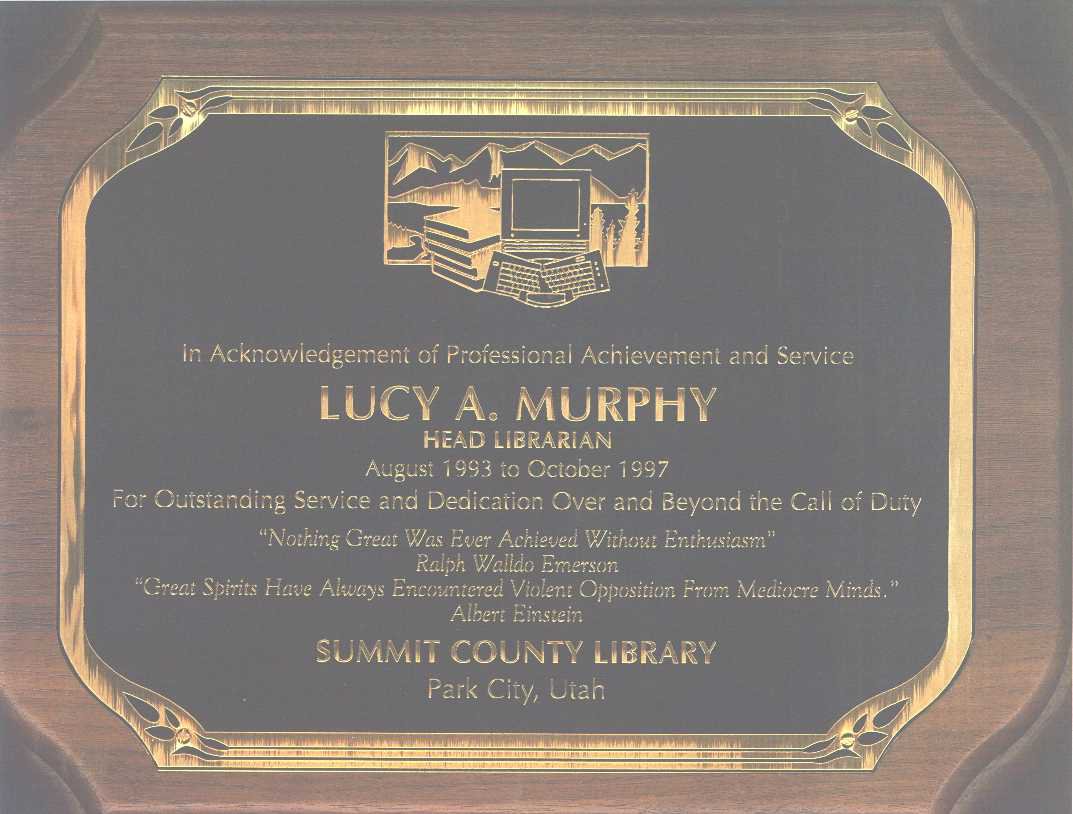 In Acknowledgement of Professional Achievement and Service
LUCY A. MURPHY
HEAD LIBRARIAN
August 1993 to October 1997
For Outstanding Service and Dedication Over and Beyond the Call of Duty
"Nothing Great Was Ever Achieved Without Enthusiasm"
Ralph Walldo Emerson
"Great Spirits Have Always Encountered Violent Opposition From Mediocre Minds."
Albert Einstein
SUMMIT COUNTY LIBRARY
Park City, Utah